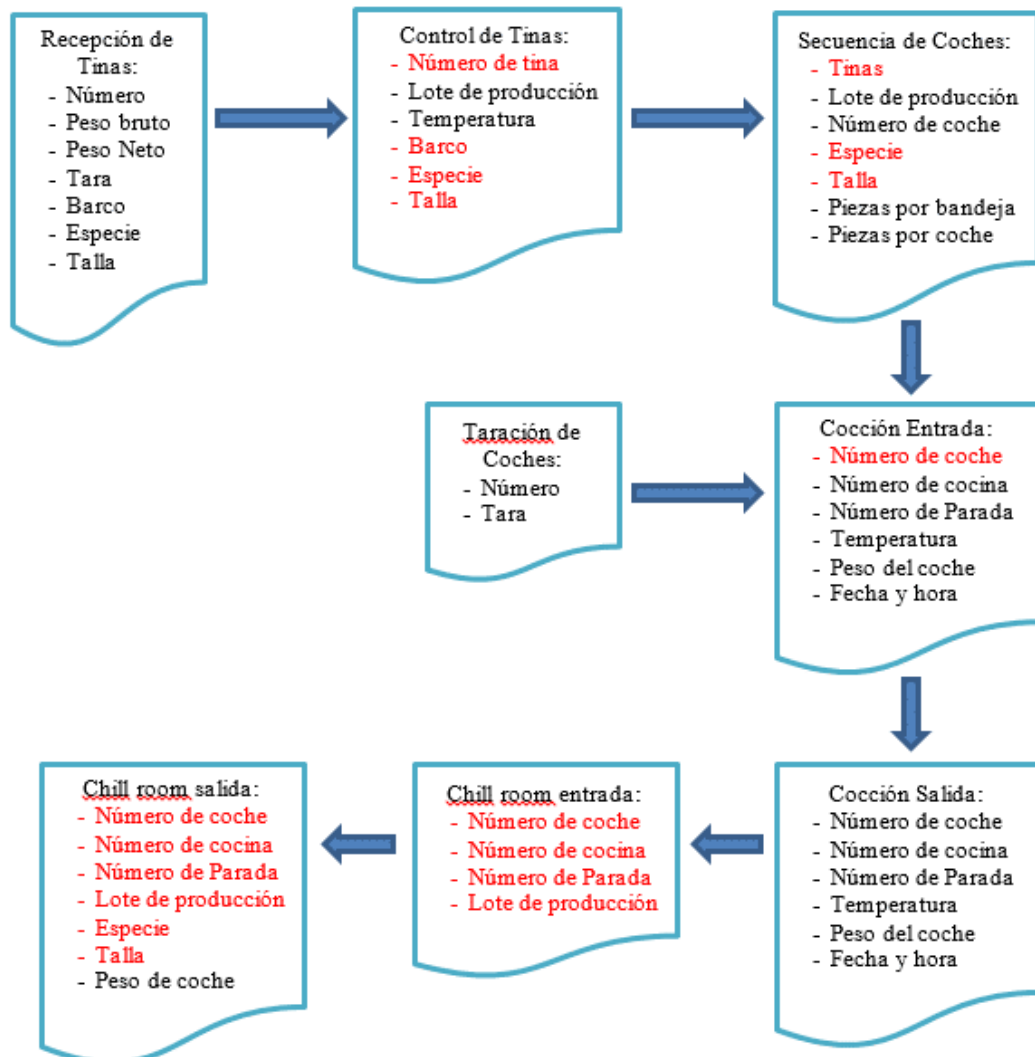 Recepción de
Tinas:
- Número
- Peso bruto
- Peso Neto
- Tara
- Barco
- Especie
- Talla
Control de Tinas:
- Número de tina
- Lote de producción
- Temperatura
- Barco
- Especie
- Talla
Secuencia de Coches:
- Tinas
- Lote de producción
- Número de coche
- Especie
- Talla
- Piezas por bandeja
- Piezas por coche
Taración de
Coches:
- Número
- Tara
Cocción Entrada:
- Número de coche
- Número de cocina
- Número de Parada
- Temperatura
- Peso del coche
- Fecha y hora
Cocción Salida:
- Número de coche
- Número de cocina
- Número de Parada
- Temperatura
- Peso del coche
- Fecha y hora
Chill room entrada:
- Número de coche
- Número de cocina
- Número de Parada
- Lote de producción
Chill room salida:
- Número de coche
- Número de cocina
- Número de Parada
- Lote de producción
- Especie
- Talla
- Peso de coche